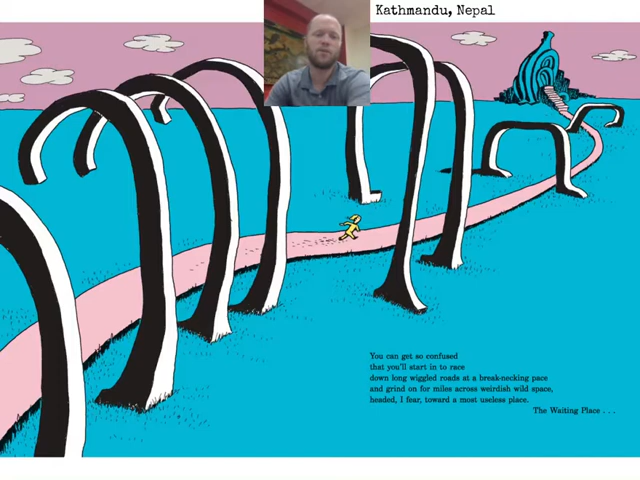 Kathmandu, Nepal
You can get so confused
that you'll start in to race
down long wiggled roads at a break-necking pace
and grind on for miles across weirdish wild space,
headed, I fear, toward a most useless place.
The Waiting Place . . .